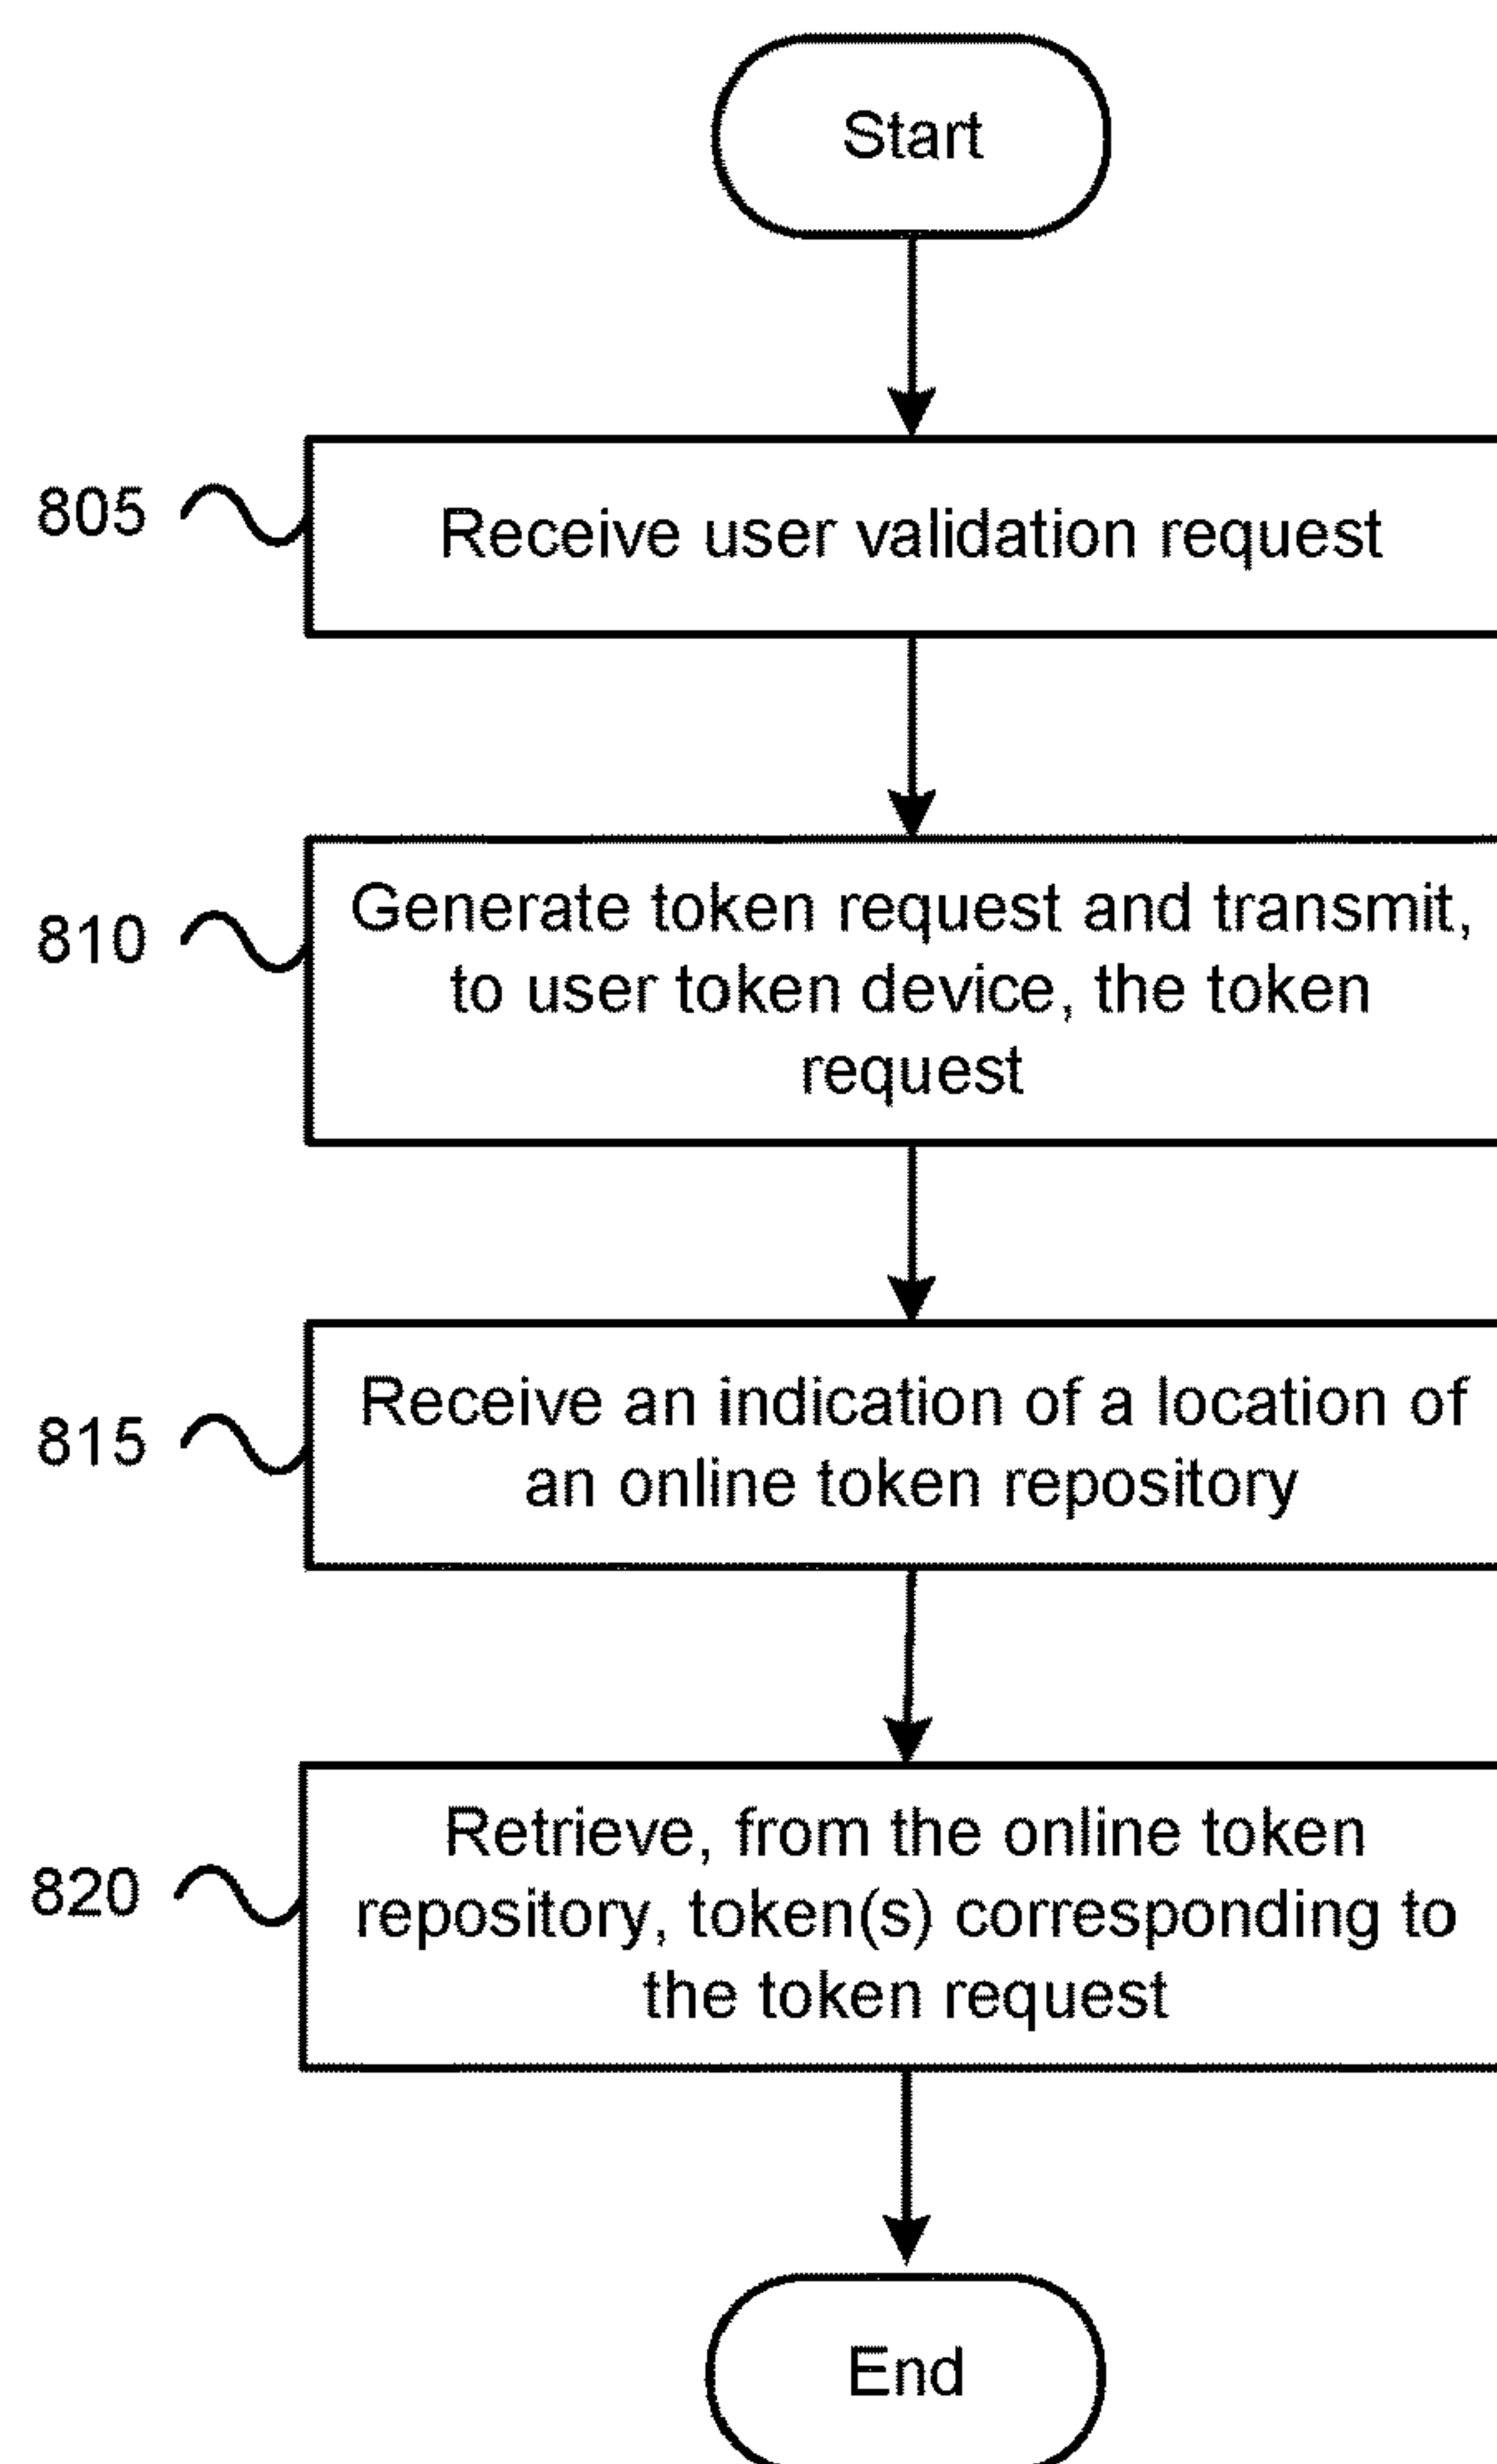 Start
805
Receive user validation request
810
Generate token request and transmit,
to user token device, the token
request
815
Receive an indication of a location of
an online token repository
820
Retrieve, from the online token
repository, token(s) corresponding to
the token request
End